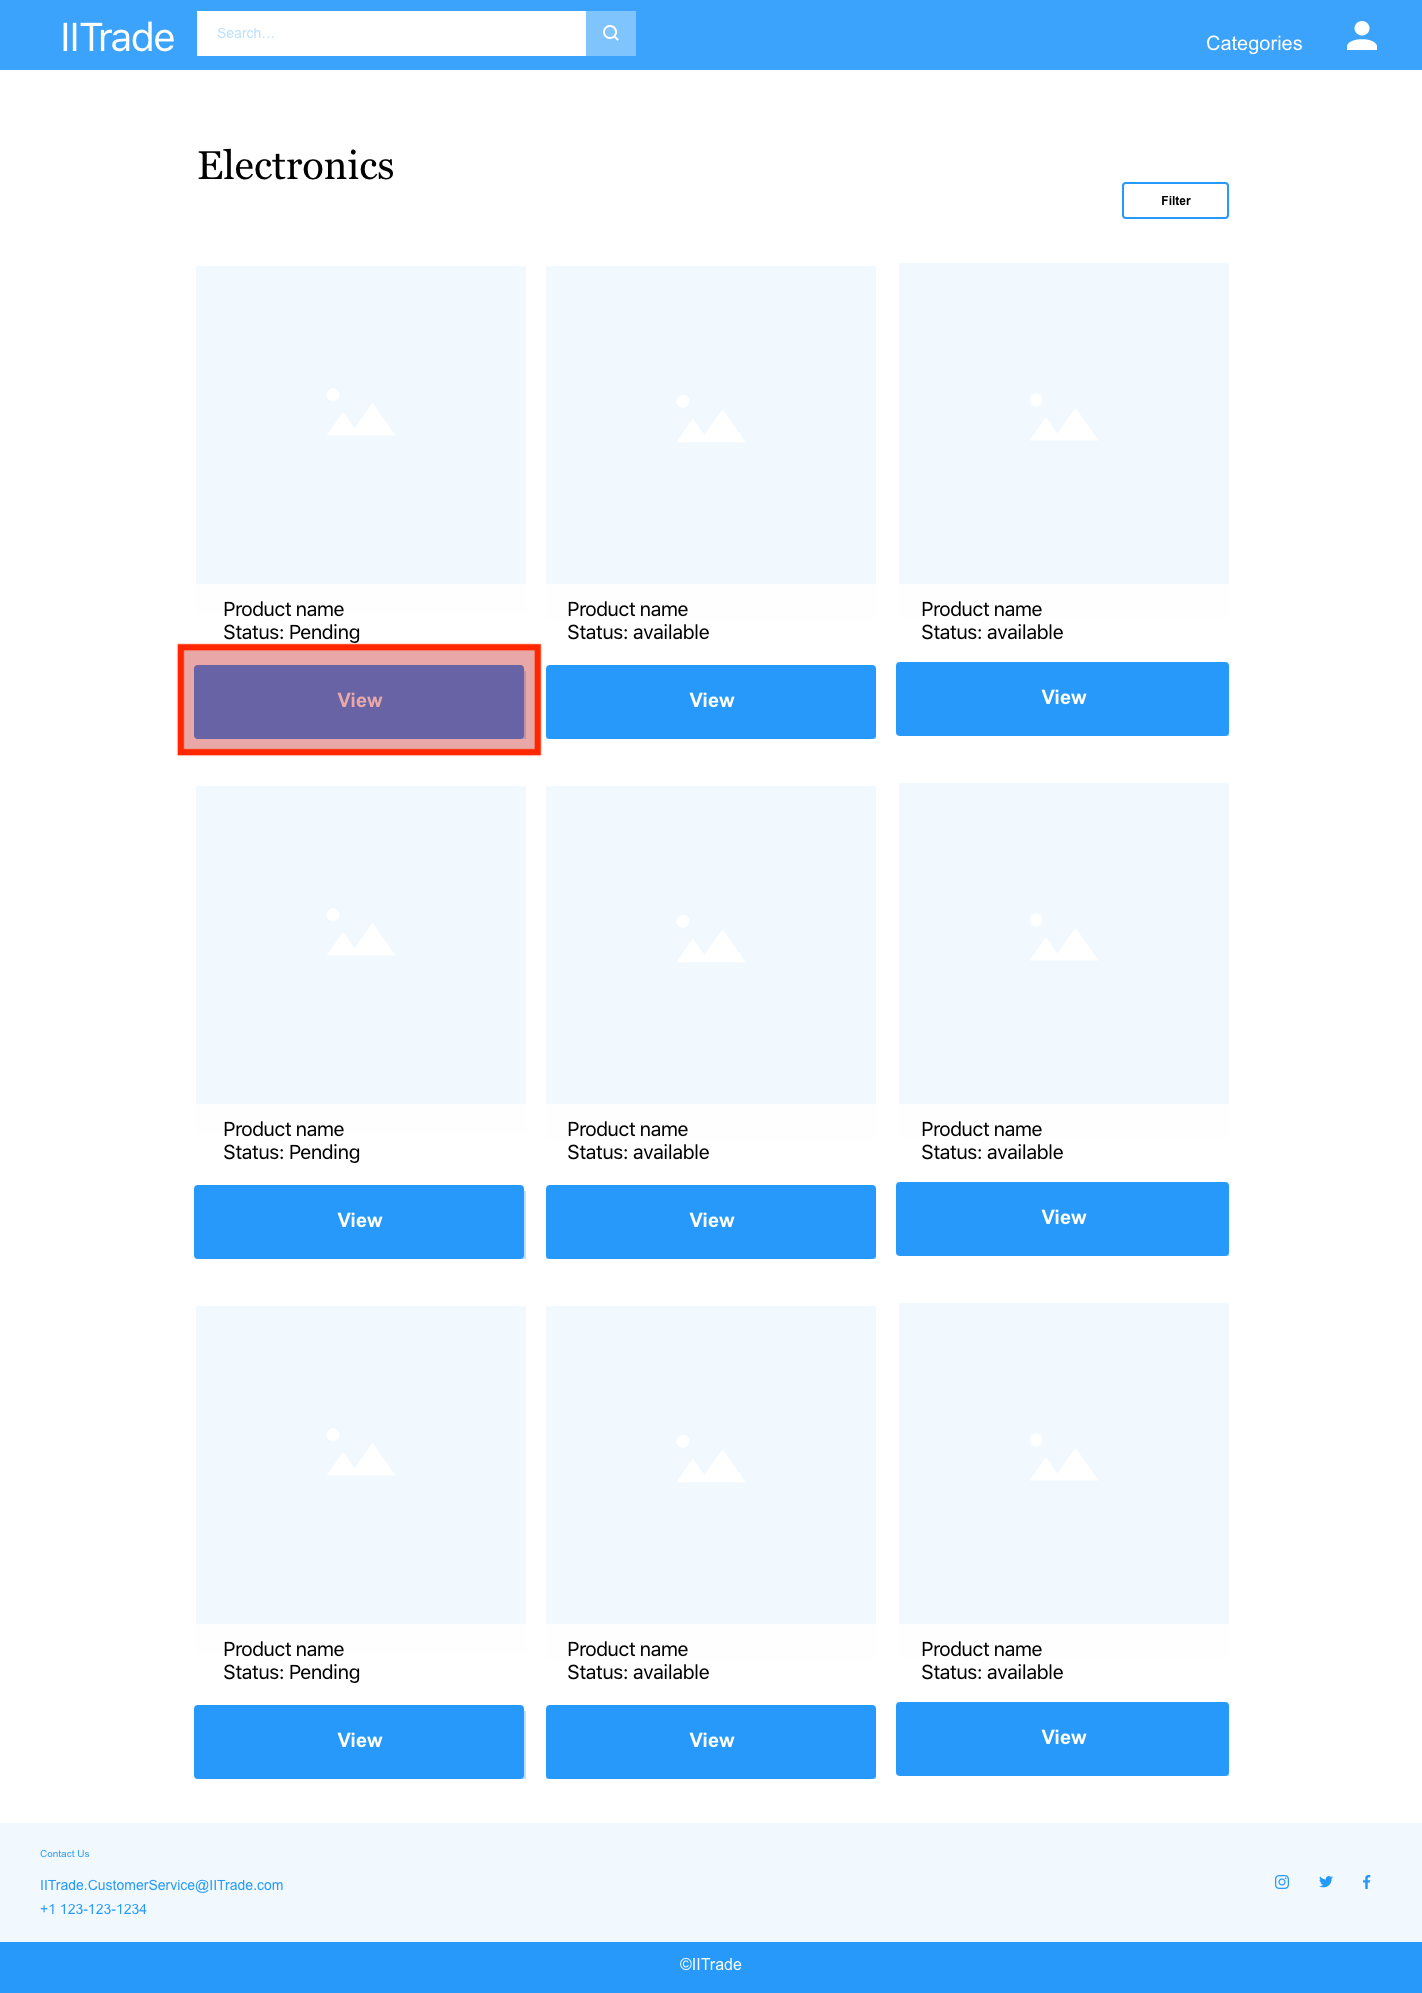 IITrade
Search...
Categories
Electronics
Filter
Product name
Status: Pending
View
Product name
Status: available
View
Product name
Status: available
View
Product name
Status: Pending
View
Product name
Status: available
View
Product name
Status: available
View
Product name
Status: Pending
View
Product name
Status: available
View
Product name
Status: available
View
Contact Us
IITrade.CustomerService@IITrade.com
+1 123-123-1234
©IITrade